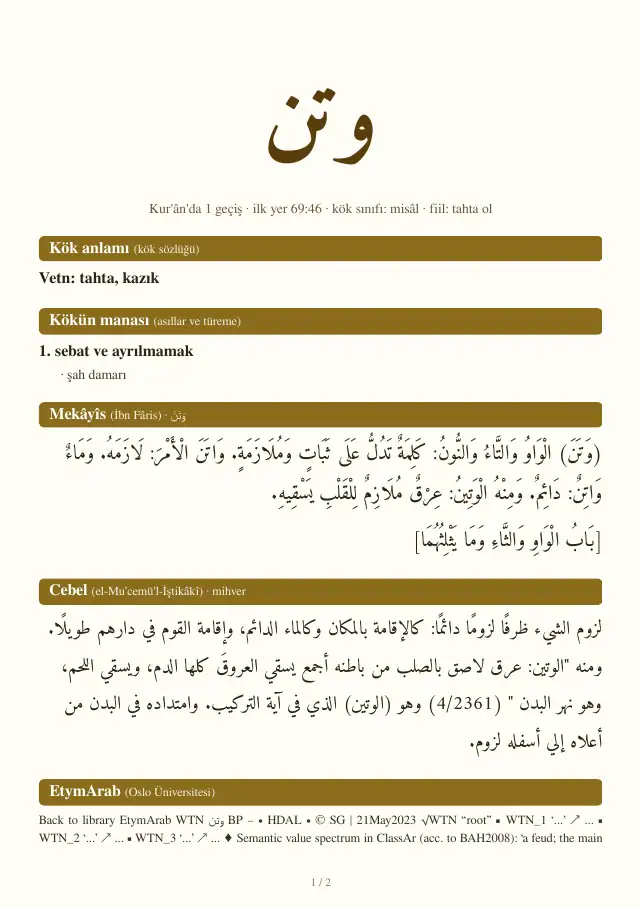 وتن
Kur'ân'da 1 geçiş · ilk yer 69:46 · kök sınıfı: misâl · fiil: tahta ol
Kök anlamı (kök sözlüğü)
Vetn: tahta, kazık
Kökün manası (asıllar ve türeme)
1. sebat ve ayrılmamak
· şah damarı
Mekâyîs (İbn Fâris) · وَتَنَ
(وَتَنَ) الْوَاوُ وَالتَّاءُ وَالنُّونُ: كَلِمَةٌ تَدُلُّ عَلَى ثَبَاتٍ وَمُلَازَمَةٍ. وَاتَنَ الْأَمْرَ: لَازَمَهُ. وَمَاءٌ
وَاتِنٌ: دَائِمٌ. وَمِنْهُ الْوَتِينُ: عِرْقٌ مُلَازِمٌ لِلْقَلْبِ يَسْقِيهِ.
[بَابُ الْوَاوِ وَالثَّاءِ وَمَا يَثْلِثُهُمَا]
Cebel (el-Mu'cemü'l-İştikâkî) · mihver
لزوم الشيء ظرفًا لزومًا دائمًا: كالإقامة بالمكان وكالماء الدائم، وإقامة القوم في دارهم طويلًا.
ومنه "الوتين: عرق لاصق بالصلب من باطنه أجمع يسقي العروقَ كلها الدم، ويسقي اللحم،
وهو نهر البدن " (4/2361) وهو (الوتين) الذي في آية التركيب. وامتداده في البدن من
أعلاه إلي أسفله لزوم.
EtymArab (Oslo Üniversitesi)
Back to library EtymArab WTN وتن BP – • HDAL • © SG | 21May2023 √WTN “root” ▪ WTN_1 ‘...’ ↗ ... ▪
WTN_2 ‘...’ ↗ ... ▪ WTN_3 ‘...’ ↗ ... ♦ Semantic value spectrum in ClassAr (acc. to BAH2008): ‘a feud; the main
1 / 2